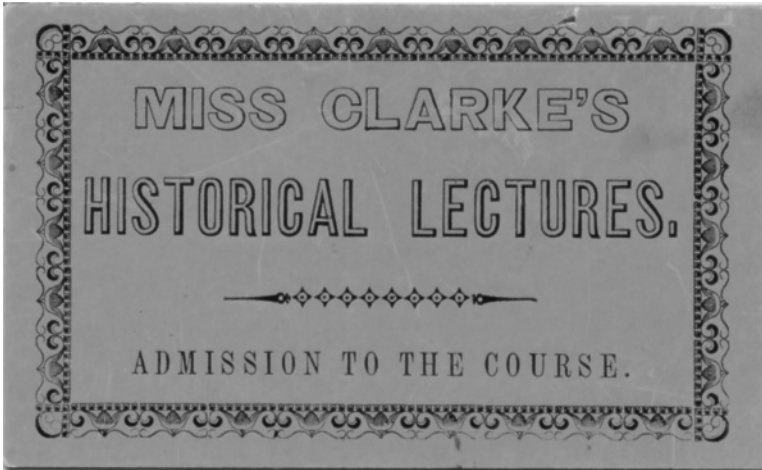 MISS CLARKE'S
HISTORICAL LECTURES.
ADMISSION TO THE COURSE.